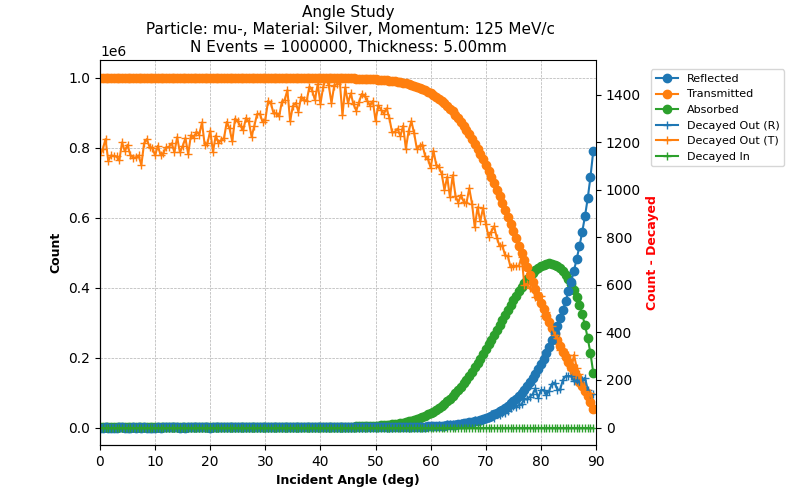 Angle Study
Particle: mu-, Material: Silver, Momentum: 125 MeV/c
N Events = 1000000, Thickness: 5.00mm
1e6
1.0
0.8
0.6
0.4
0.2
0.0
Count
0 10 20 30 40 50 60 70 80 90
Incident Angle (deg)
1400
1200
1000
800
600
400
200
0
Count - Decayed
Reflected
Transmitted
Absorbed
Decayed Out (R)
Decayed Out (T)
Decayed In